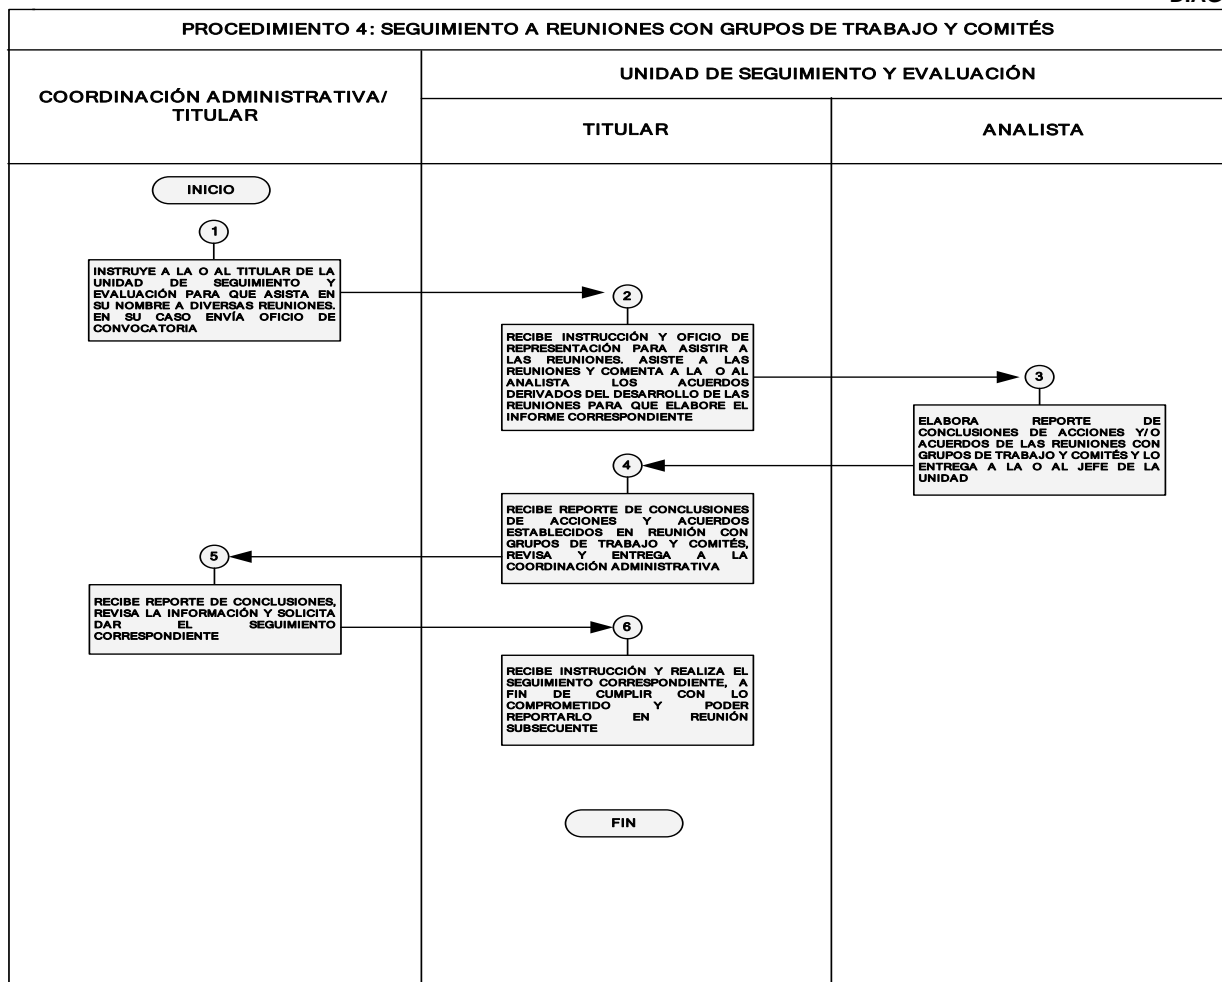 PROCEDIMIENTO 4: SEGUIMIENTO A REUNIONES CON GRUPOS DE TRABAJO Y COMITÉS
COORDINACIÓN ADMINISTRATIVA/
TITULAR
UNIDAD DE SEGUIMIENTO Y EVALUACIÓN
TITULAR
ANALISTA
INICIO
1
INSTRUYE A LA O AL TITULAR DE LA
UNIDAD DE SEGUIMIENTO Y
EVALUACIÓN PARA QUE ASISTA EN
SU NOMBRE A DIVERSAS REUNIONES.
EN SU CASO ENVÍA OFICIO DE
CONVOCATORIA
2
RECIBE INSTRUCCIÓN Y OFICIO DE
REPRESENTACIÓN PARA ASISTIR A
LAS REUNIONES. ASISTE A LAS
REUNIONES Y COMENTA A LA O AL
ANALISTA LOS ACUERDOS
DERIVADOS DEL DESARROLLO DE LAS
REUNIONES PARA QUE ELABORE EL
INFORME CORRESPONDIENTE
3
ELABORA REPORTE DE
CONCLUSIONES DE ACCIONES Y/O
ACUERDOS DE LAS REUNIONES CON
GRUPOS DE TRABAJO Y COMITÉS Y LO
ENTREGA A LA O AL JEFE DE LA
UNIDAD
4
RECIBE REPORTE DE CONCLUSIONES
DE ACCIONES Y ACUERDOS
ESTABLECIDOS EN REUNIÓN CON
GRUPOS DE TRABAJO Y COMITÉS,
REVISA Y ENTREGA A LA
COORDINACIÓN ADMINISTRATIVA
5
RECIBE REPORTE DE CONCLUSIONES,
REVISA LA INFORMACIÓN Y SOLICITA
DAR EL SEGUIMIENTO
CORRESPONDIENTE
6
RECIBE INSTRUCCIÓN Y REALIZA EL
SEGUIMIENTO CORRESPONDIENTE, A
FIN DE CUMPLIR CON LO
COMPROMETIDO Y PODER
REPORTARLO EN REUNIÓN
SUBSECUENTE
FIN